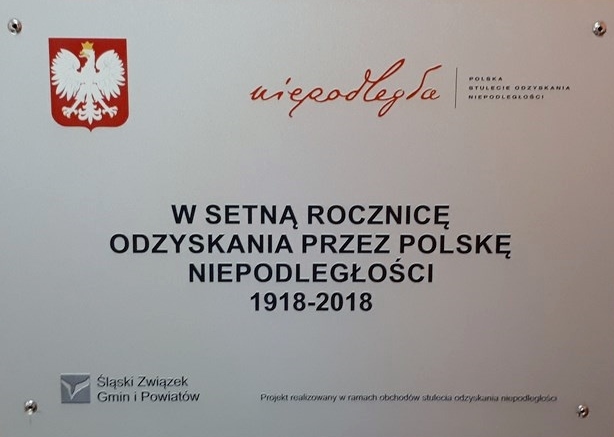 niepodległa
POLSKA
STULECIE ODZYSKANIA
NIEPODLEGŁOŚCI
W SETNĄ ROCZNICĘ
ODZYSKANIA PRZEZ POLSKĘ
NIEPODLEGŁOŚCI
1918-2018
Śląski Związek
Gmin i Powiatów
Projekt realizowany w ramach obchodów stulecia odzyskania niepodległości